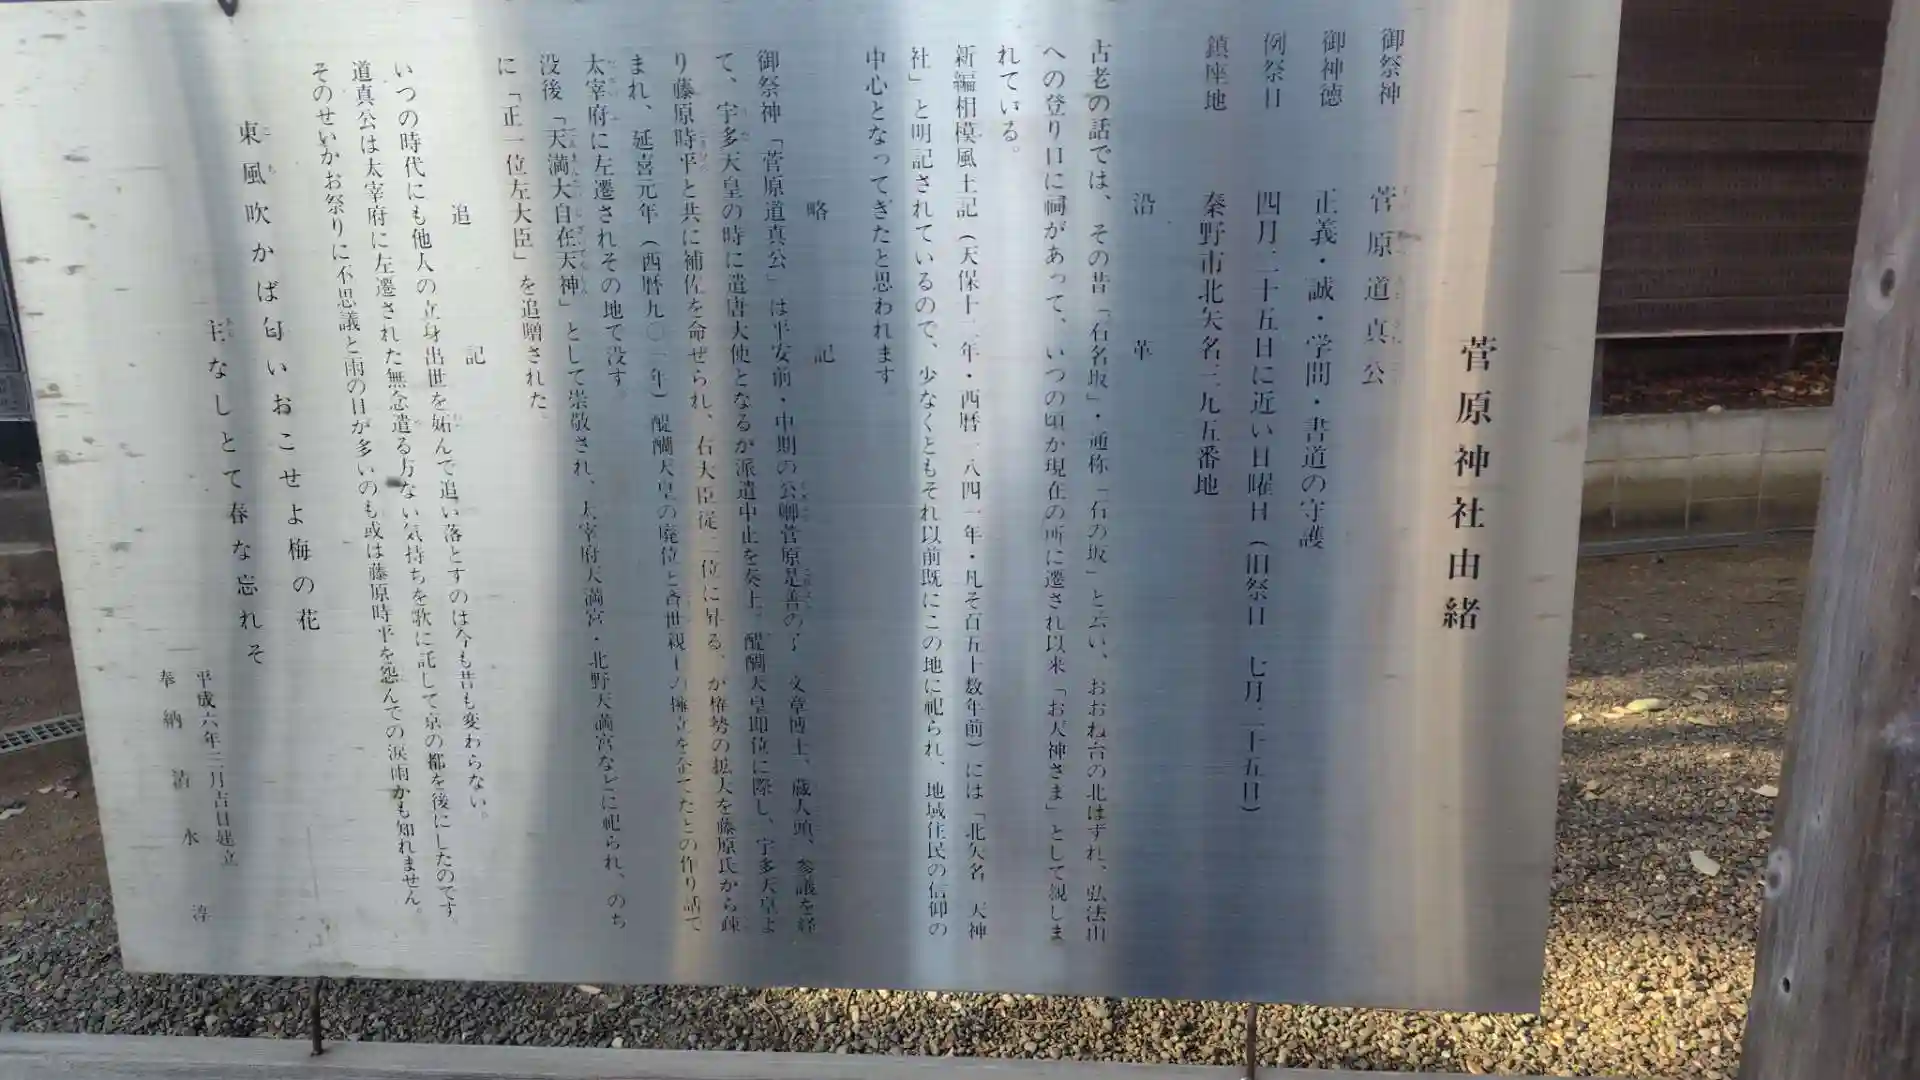 菅原神社由緒
御祭神 菅原道真公
御神徳 正義・誠・学問・書道の守護
例祭日 四月二十五日に近い日曜日(旧祭日 七月二十五日)
鎮座地 秦野市北矢名一二九五番地
沿革
古老の話では、その昔「石名坂」・通称「石の坂」と云い、おおね台の北はずれ、弘法山
への登り口に祠があって、いつの頃か現在の所に遷され以来「お天神さま」として親しま
れている。
新編相模風土記(天保十二年・西暦一八四一年・凡そ百五十数年前)には「北矢名 天神
社」と明記されているので、少なくともそれ以前既にこの地に祀られ、地域住民の信仰の
中心となってきたと思われます
略記
御祭神「菅原道真公」は平安前・中期の公卿菅原是善の子 文章博士、蔵人頭、参議を経
て、宇多天皇の時に遣唐大使となるが派遣中止を奏上。醍醐天皇即位に際し、宇多天皇よ
り藤原時平と共に補佐を命ぜられ、右大臣従二位に昇る。が権勢の拡大を藤原氏から疎
まれ、延喜元年(西暦九〇一年)醍醐天皇の廃位と斉世親王の擁立を企てたとの作り話で
太宰府に左遷されその地で没す。
没後「天満大自在天神」として崇敬され、太宰府天満宮・北野天満宮などに祀られ、のち
に「正一位左大臣」を追贈された。
追記
いつの時代にも他人の立身出世を妬んで追い落とすのは今も昔も変わらない。
道真公は太宰府に左遷された無念遣る方ない気持ちを歌に託して京の都を後にしたのです。
そのせいかお祭りに不思議と雨の日が多いのも或は藤原時平を怨んでの涙雨かも知れません。
東風吹かば匂いおこせよ梅の花
主なしとて春な忘れそ
平成六年三月吉日建立
奉納 清水 淳